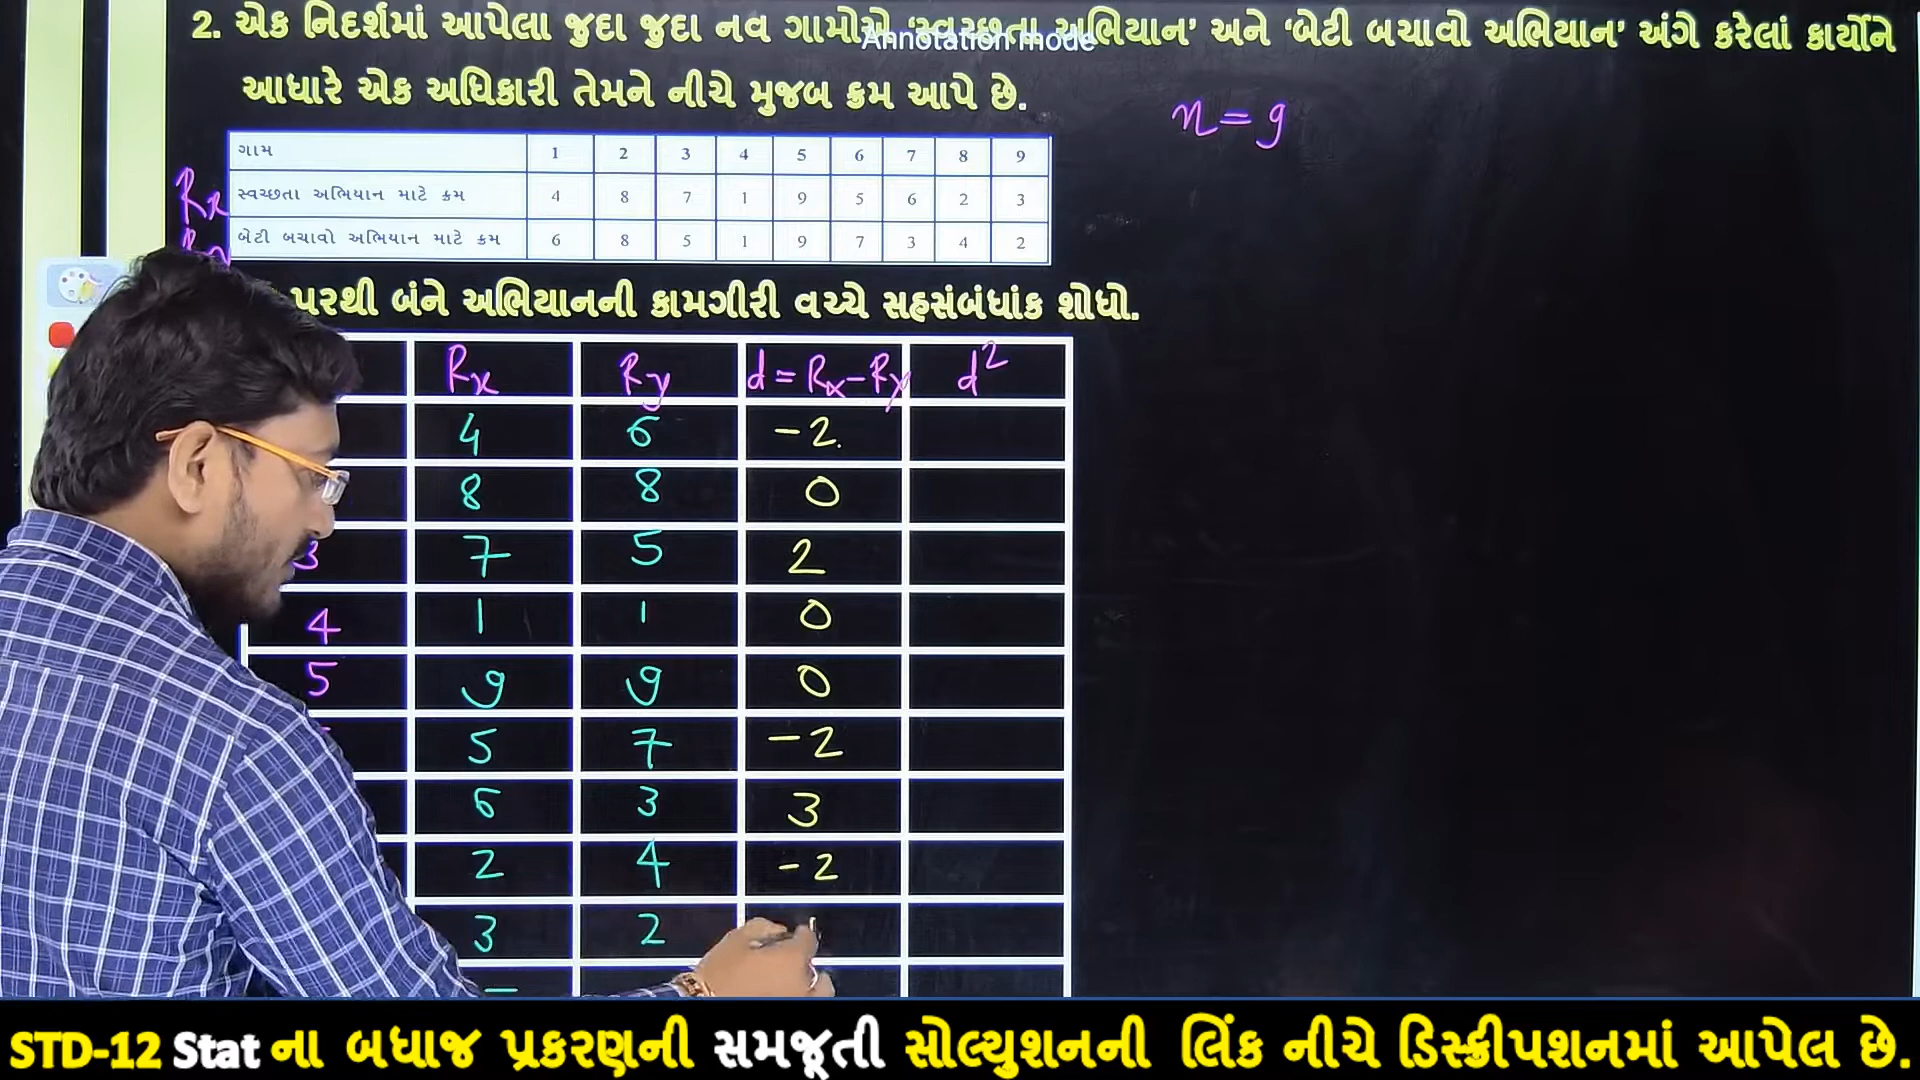 2. એક નિદર્શમાં આપેલા જુદા જુદા નવ ગામોએ 'સ્વચ્છતા અભિયાન' અને 'બેટી બચાવો અભિયાન' અંગે કરેલાં કાર્યોને
Annotation mode
આધારે એક અધિકારી તેમને નીચે મુજબ ક્રમ આપે છે.
n = 9
ગામ 1 2 3 4 5 6 7 8 9
Rx સ્વચ્છતા અભિયાન માટે ક્રમ 4 8 7 1 9 5 6 2 3
બેટી બચાવો અભિયાન માટે ક્રમ 6 8 5 1 9 7 3 4 2
પરથી બંને અભિયાનની કામગીરી વચ્ચે સહસંબંધાંક શોધો.
Rx Ry d = Rx - Ry d²
4 6 -2
8 8 0
3 7 5 2
4 1 1 0
5 9 9 0
5 7 -2
6 3 3
2 4 -2
3 2
STD-12 Stat ના બધાજ પ્રકરણની સમજૂતી સોલ્યુશનની લિંક નીચે ડિસ્ક્રીપશનમાં આપેલ છે.